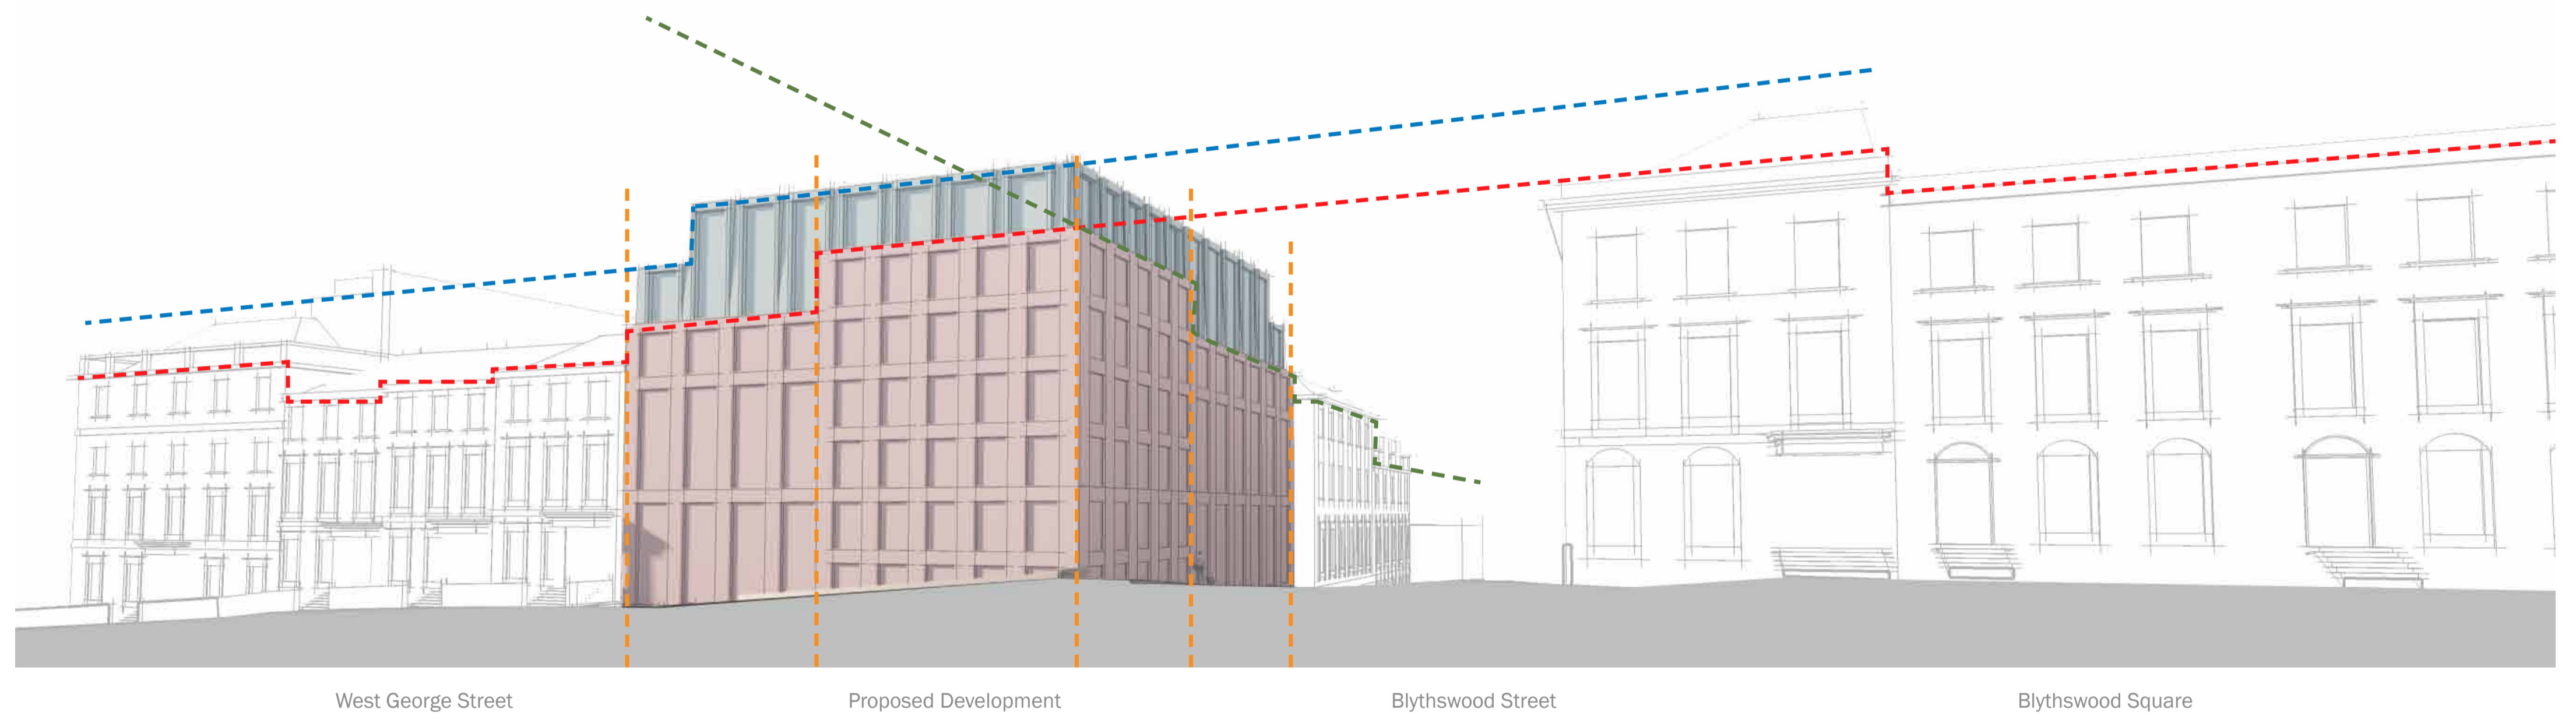 West George Street
Proposed Development
Blythswood Street
Blythswood Square